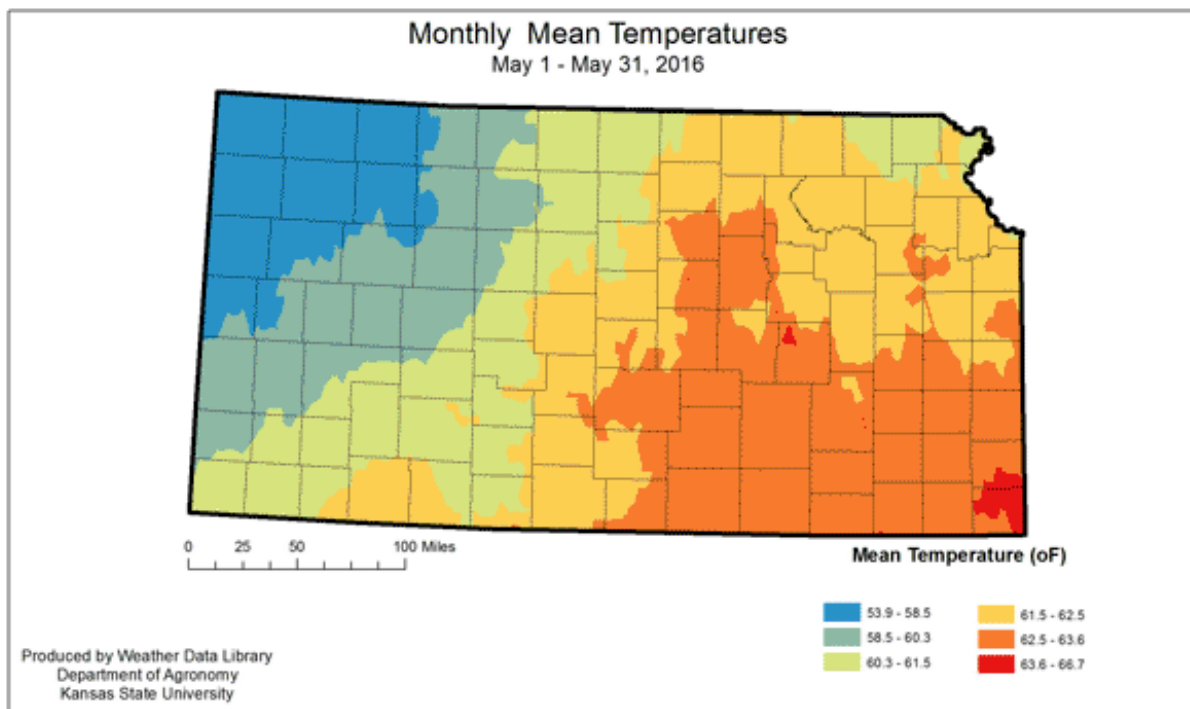 Monthly Mean Temperatures
May 1 - May 31, 2016
0 25 50 100 Miles
Mean Temperature (oF)
53.9 - 58.5
58.5 - 60.3
60.3 - 61.5
61.5 - 62.5
62.5 - 63.6
63.6 - 66.7
Produced by Weather Data Library
Department of Agronomy
Kansas State University